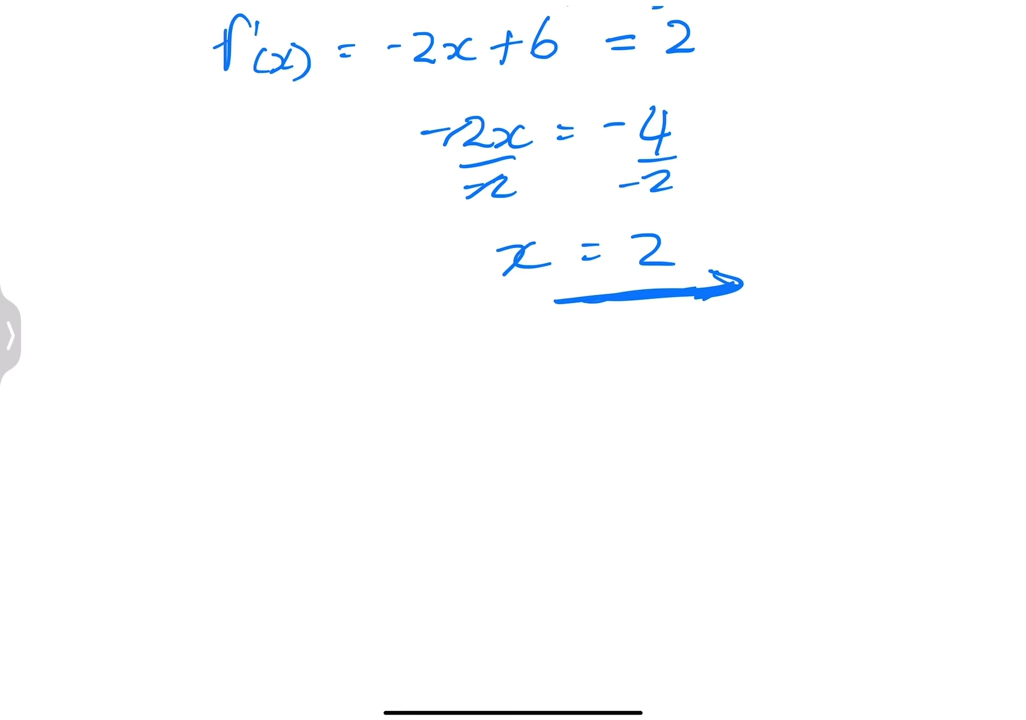 f'(x) = -2x + 6 = 2
-2x = -4
-2 -2
x = 2